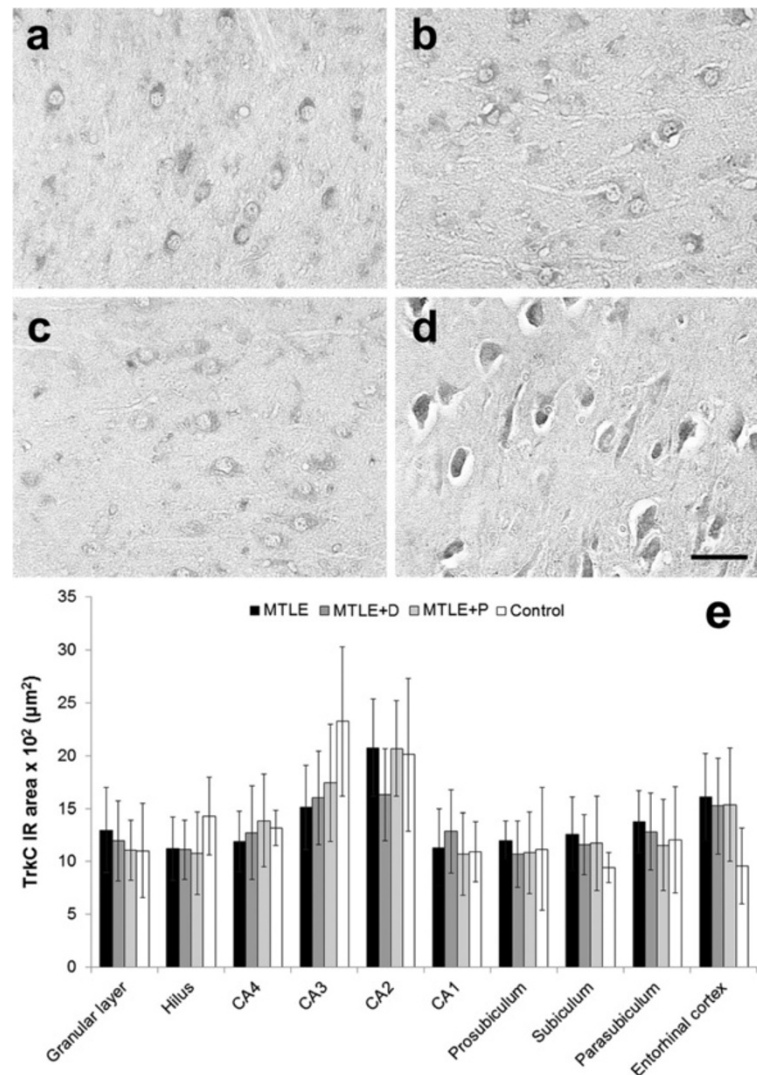 a
b
c
d
e
35
30
25
20
15
10
5
0
TrkC IR area x 10² (µm²)
MTLE MTLE+D MTLE+P Control
Granular layer
Hilus
CA4
CA3
CA2
CA1
Prosubiculum
Subiculum
Parasubiculum
Entorhinal cortex